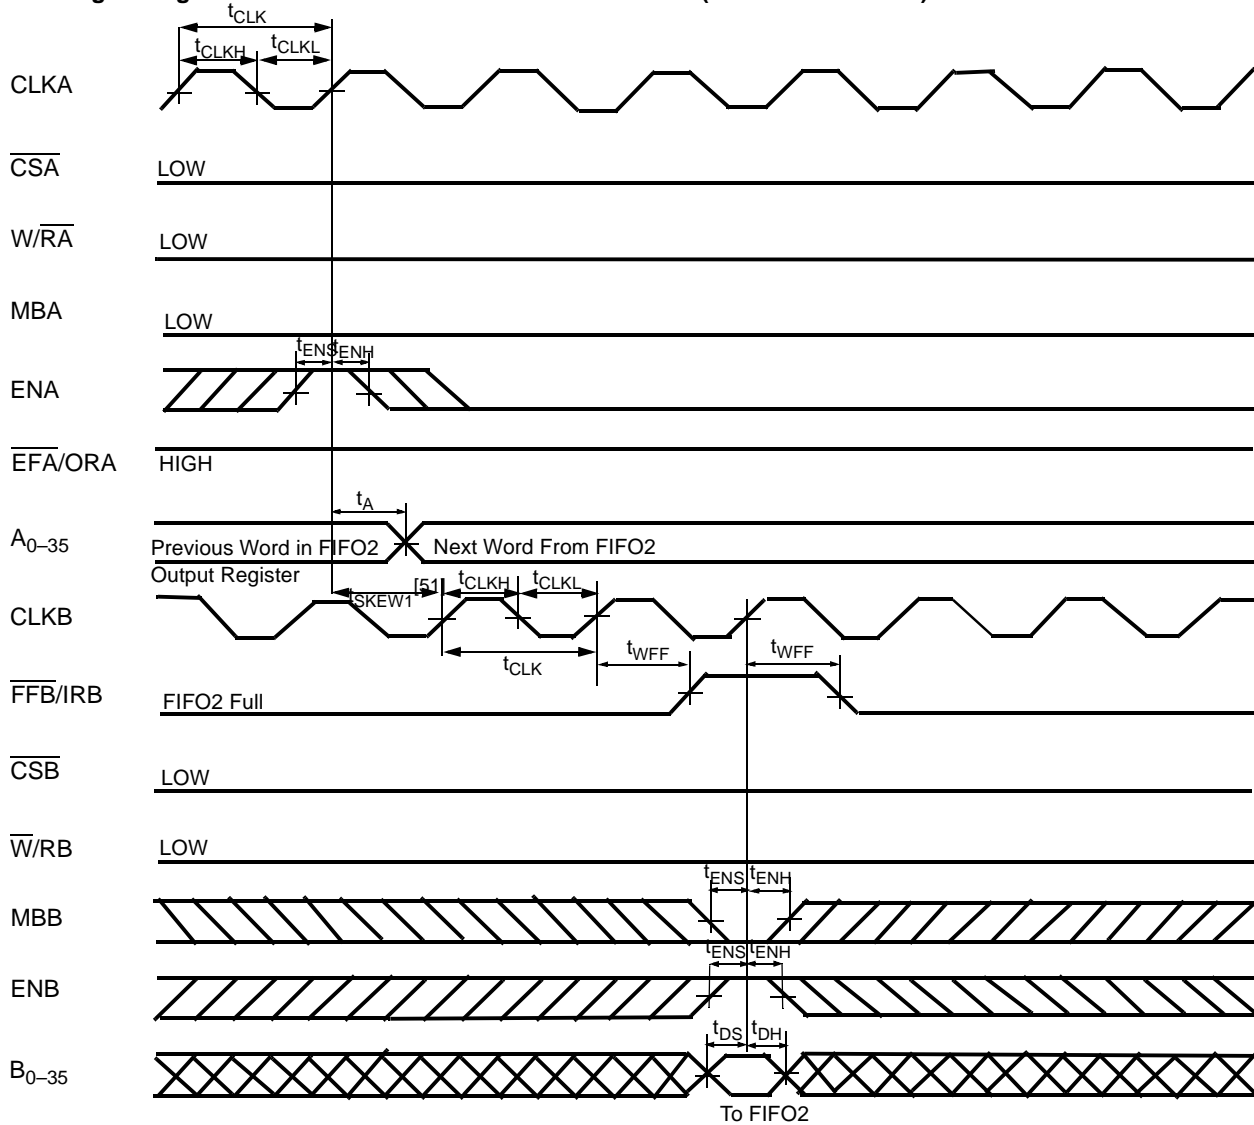 tCLK
tCLKH
tCLKL
CLKA
CSA
LOW
W/RA
LOW
MBA
LOW
tENS
tENH
ENA
EFA/ORA
HIGH
tA
A0–35
Previous Word in FIFO2
Next Word From FIFO2
Output Register
tSKEW1[51]
tCLKH
tCLKL
CLKB
tCLK
tWFF
tWFF
FFB/IRB
FIFO2 Full
CSB
LOW
W/RB
LOW
tENS
tENH
MBB
tENS
tENH
ENB
tDS
tDH
B0–35
To FIFO2